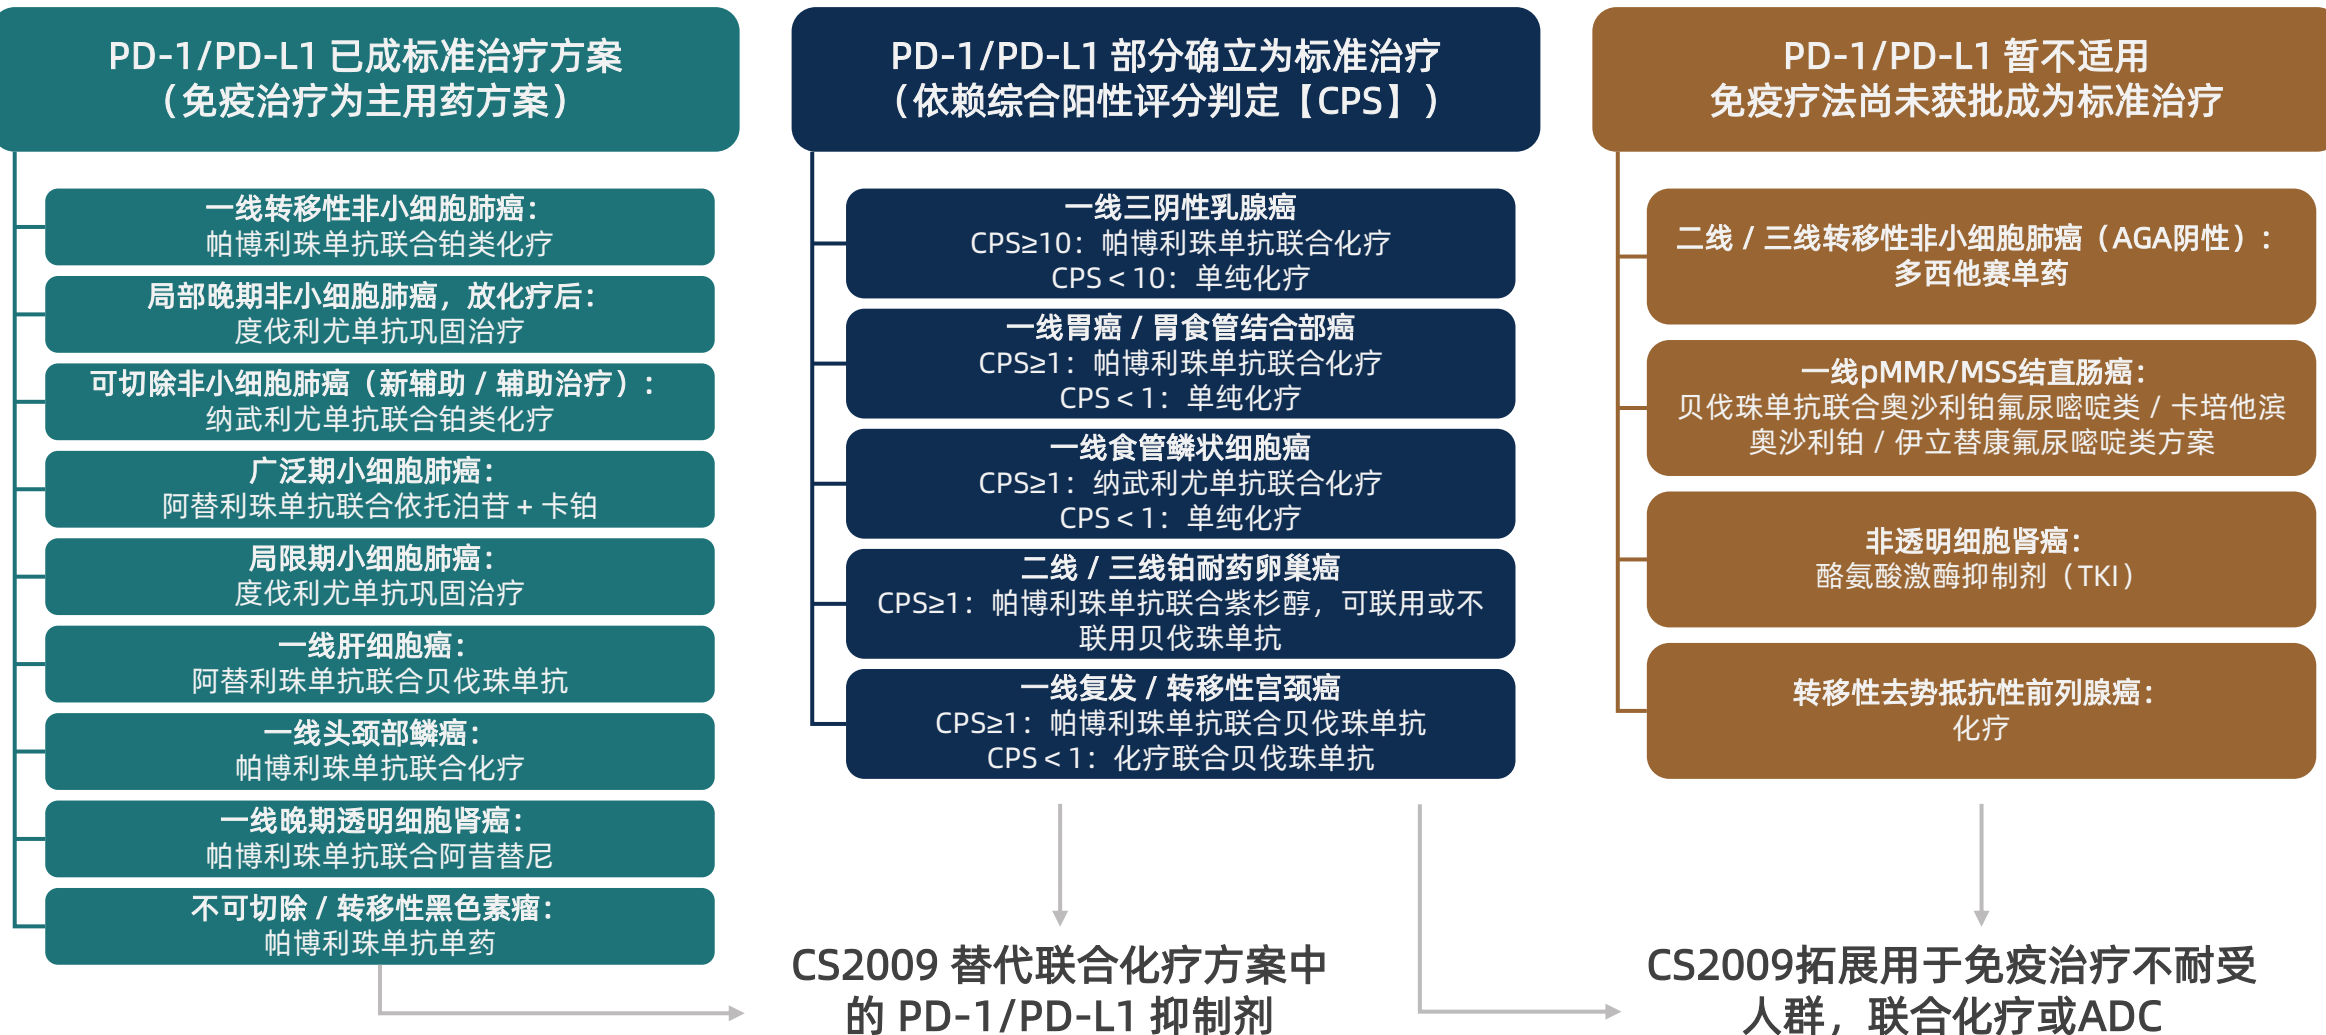 PD-1/PD-L1 已成标准治疗方案
（免疫治疗为主用药方案）
一线转移性非小细胞肺癌：
帕博利珠单抗联合铂类化疗
局部晚期非小细胞肺癌，放化疗后：
度伐利尤单抗巩固治疗
可切除非小细胞肺癌（新辅助 / 辅助治疗）：
纳武利尤单抗联合铂类化疗
广泛期小细胞肺癌：
阿替利珠单抗联合依托泊苷 + 卡铂
局限期小细胞肺癌：
度伐利尤单抗巩固治疗
一线肝细胞癌：
阿替利珠单抗联合贝伐珠单抗
一线头颈部鳞癌：
帕博利珠单抗联合化疗
一线晚期透明细胞肾癌：
帕博利珠单抗联合阿昔替尼
不可切除 / 转移性黑色素瘤：
帕博利珠单抗单药
PD-1/PD-L1 部分确立为标准治疗
（依赖综合阳性评分判定【CPS】）
一线三阴性乳腺癌
CPS≥10：帕博利珠单抗联合化疗
CPS < 10：单纯化疗
一线胃癌 / 胃食管结合部癌
CPS≥1：帕博利珠单抗联合化疗
CPS < 1：单纯化疗
一线食管鳞状细胞癌
CPS≥1：纳武利尤单抗联合化疗
CPS < 1：单纯化疗
二线 / 三线铂耐药卵巢癌
CPS≥1：帕博利珠单抗联合紫杉醇，可联用或不
联用贝伐珠单抗
一线复发 / 转移性宫颈癌
CPS≥1：帕博利珠单抗联合贝伐珠单抗
CPS < 1：化疗联合贝伐珠单抗
PD-1/PD-L1 暂不适用
免疫疗法尚未获批成为标准治疗
二线 / 三线转移性非小细胞肺癌（AGA阴性）：
多西他赛单药
一线pMMR/MSS结直肠癌：
贝伐珠单抗联合奥沙利铂氟尿嘧啶类 / 卡培他滨
奥沙利铂 / 伊立替康氟尿嘧啶类方案
非透明细胞肾癌：
酪氨酸激酶抑制剂（TKI）
转移性去势抵抗性前列腺癌：
化疗
CS2009 替代联合化疗方案中
的 PD-1/PD-L1 抑制剂
CS2009拓展用于免疫治疗不耐受
人群，联合化疗或ADC